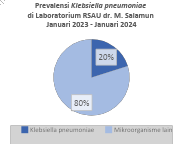 Prevalensi Klebsiella pneumoniae
di Laboratorium RSAU dr. M. Salamun
Januari 2023 - Januari 2024
20%
80%
Klebsiella pneumoniae Mikroorganisme lain